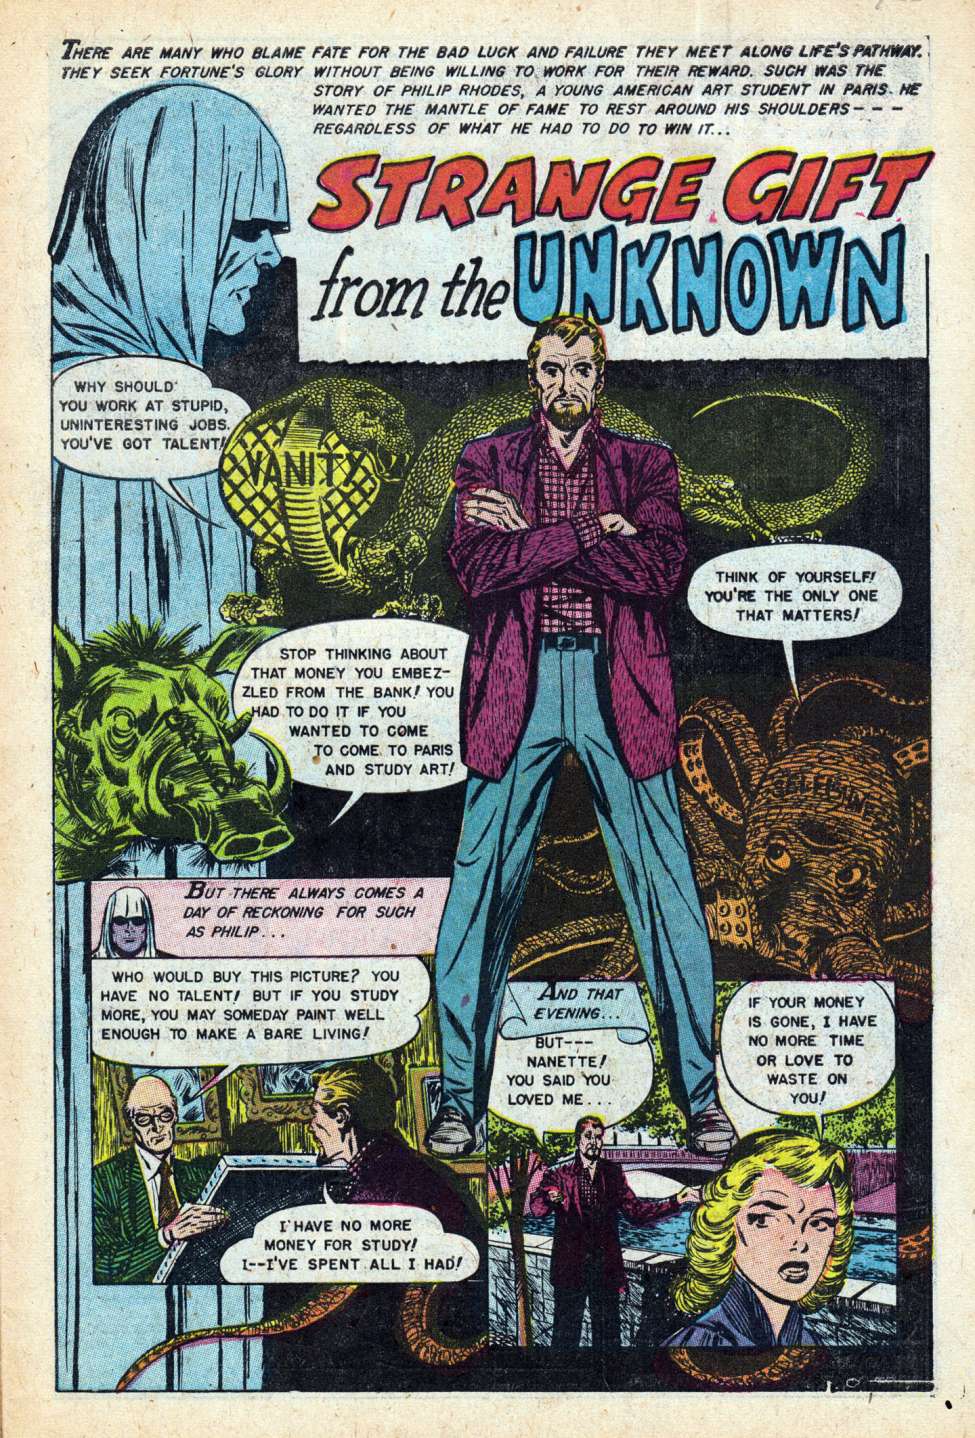 THERE ARE MANY WHO BLAME FATE FOR THE BAD LUCK AND FAILURE THEY MEET ALONG LIFE'S PATHWAY.
THEY SEEK FORTUNE'S GLORY WITHOUT BEING WILLING TO WORK FOR THEIR REWARD. SUCH WAS THE
STORY OF PHILIP RHODES, A YOUNG AMERICAN ART STUDENT IN PARIS. HE
WANTED THE MANTLE OF FAME TO REST AROUND HIS SHOULDERS---
REGARDLESS OF WHAT HE HAD TO DO TO WIN IT...
STRANGE GIFT
from the UNKNOWN
WHY SHOULD
YOU WORK AT STUPID,
UNINTERESTING JOBS.
YOU'VE GOT TALENT!
VANITY
THINK OF YOURSELF!
YOU'RE THE ONLY ONE
THAT MATTERS!
STOP THINKING ABOUT
THAT MONEY YOU EMBEZ-
ZLED FROM THE BANK! YOU
HAD TO DO IT IF YOU
WANTED TO COME
TO COME TO PARIS
AND STUDY ART!
BUT THERE ALWAYS COMES A
DAY OF RECKONING FOR SUCH
AS PHILIP...
WHO WOULD BUY THIS PICTURE? YOU
HAVE NO TALENT! BUT IF YOU STUDY
MORE, YOU MAY SOMEDAY PAINT WELL
ENOUGH TO MAKE A BARE LIVING!
I HAVE NO MORE
MONEY FOR STUDY!
I--I'VE SPENT ALL I HAD!
AND THAT
EVENING...
BUT---
NANETTE!
YOU SAID YOU
LOVED ME...
IF YOUR MONEY
IS GONE, I HAVE
NO MORE TIME
OR LOVE TO
WASTE ON
YOU!